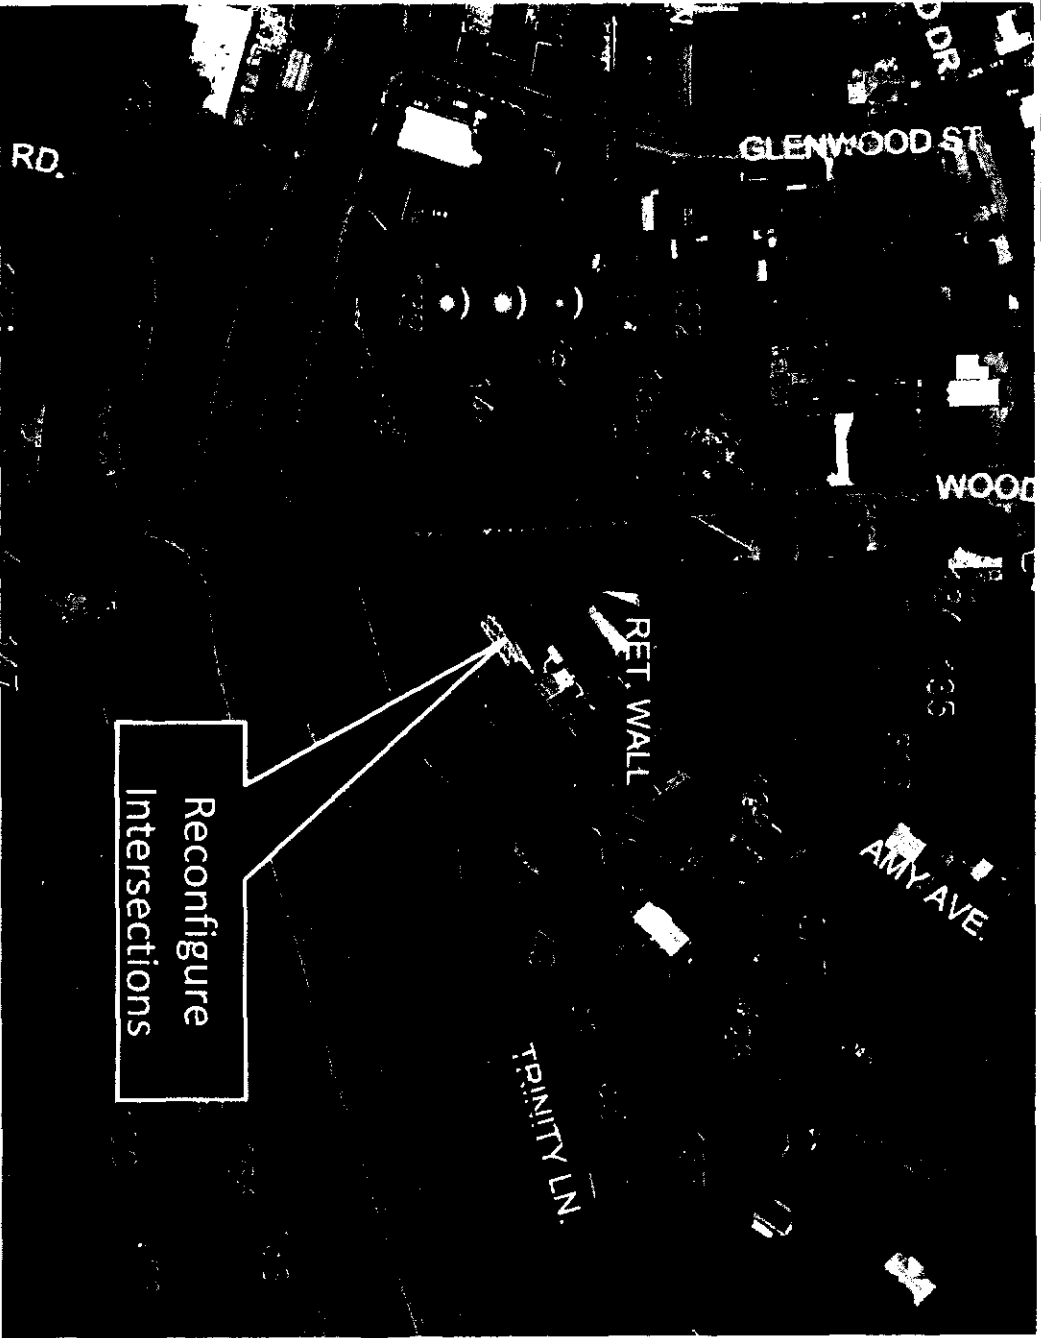 DR.
GLENWOOD ST
RD.
WOOD
RET. WALL
AMY AVE.
Reconfigure
Intersections
TRINITY LN.